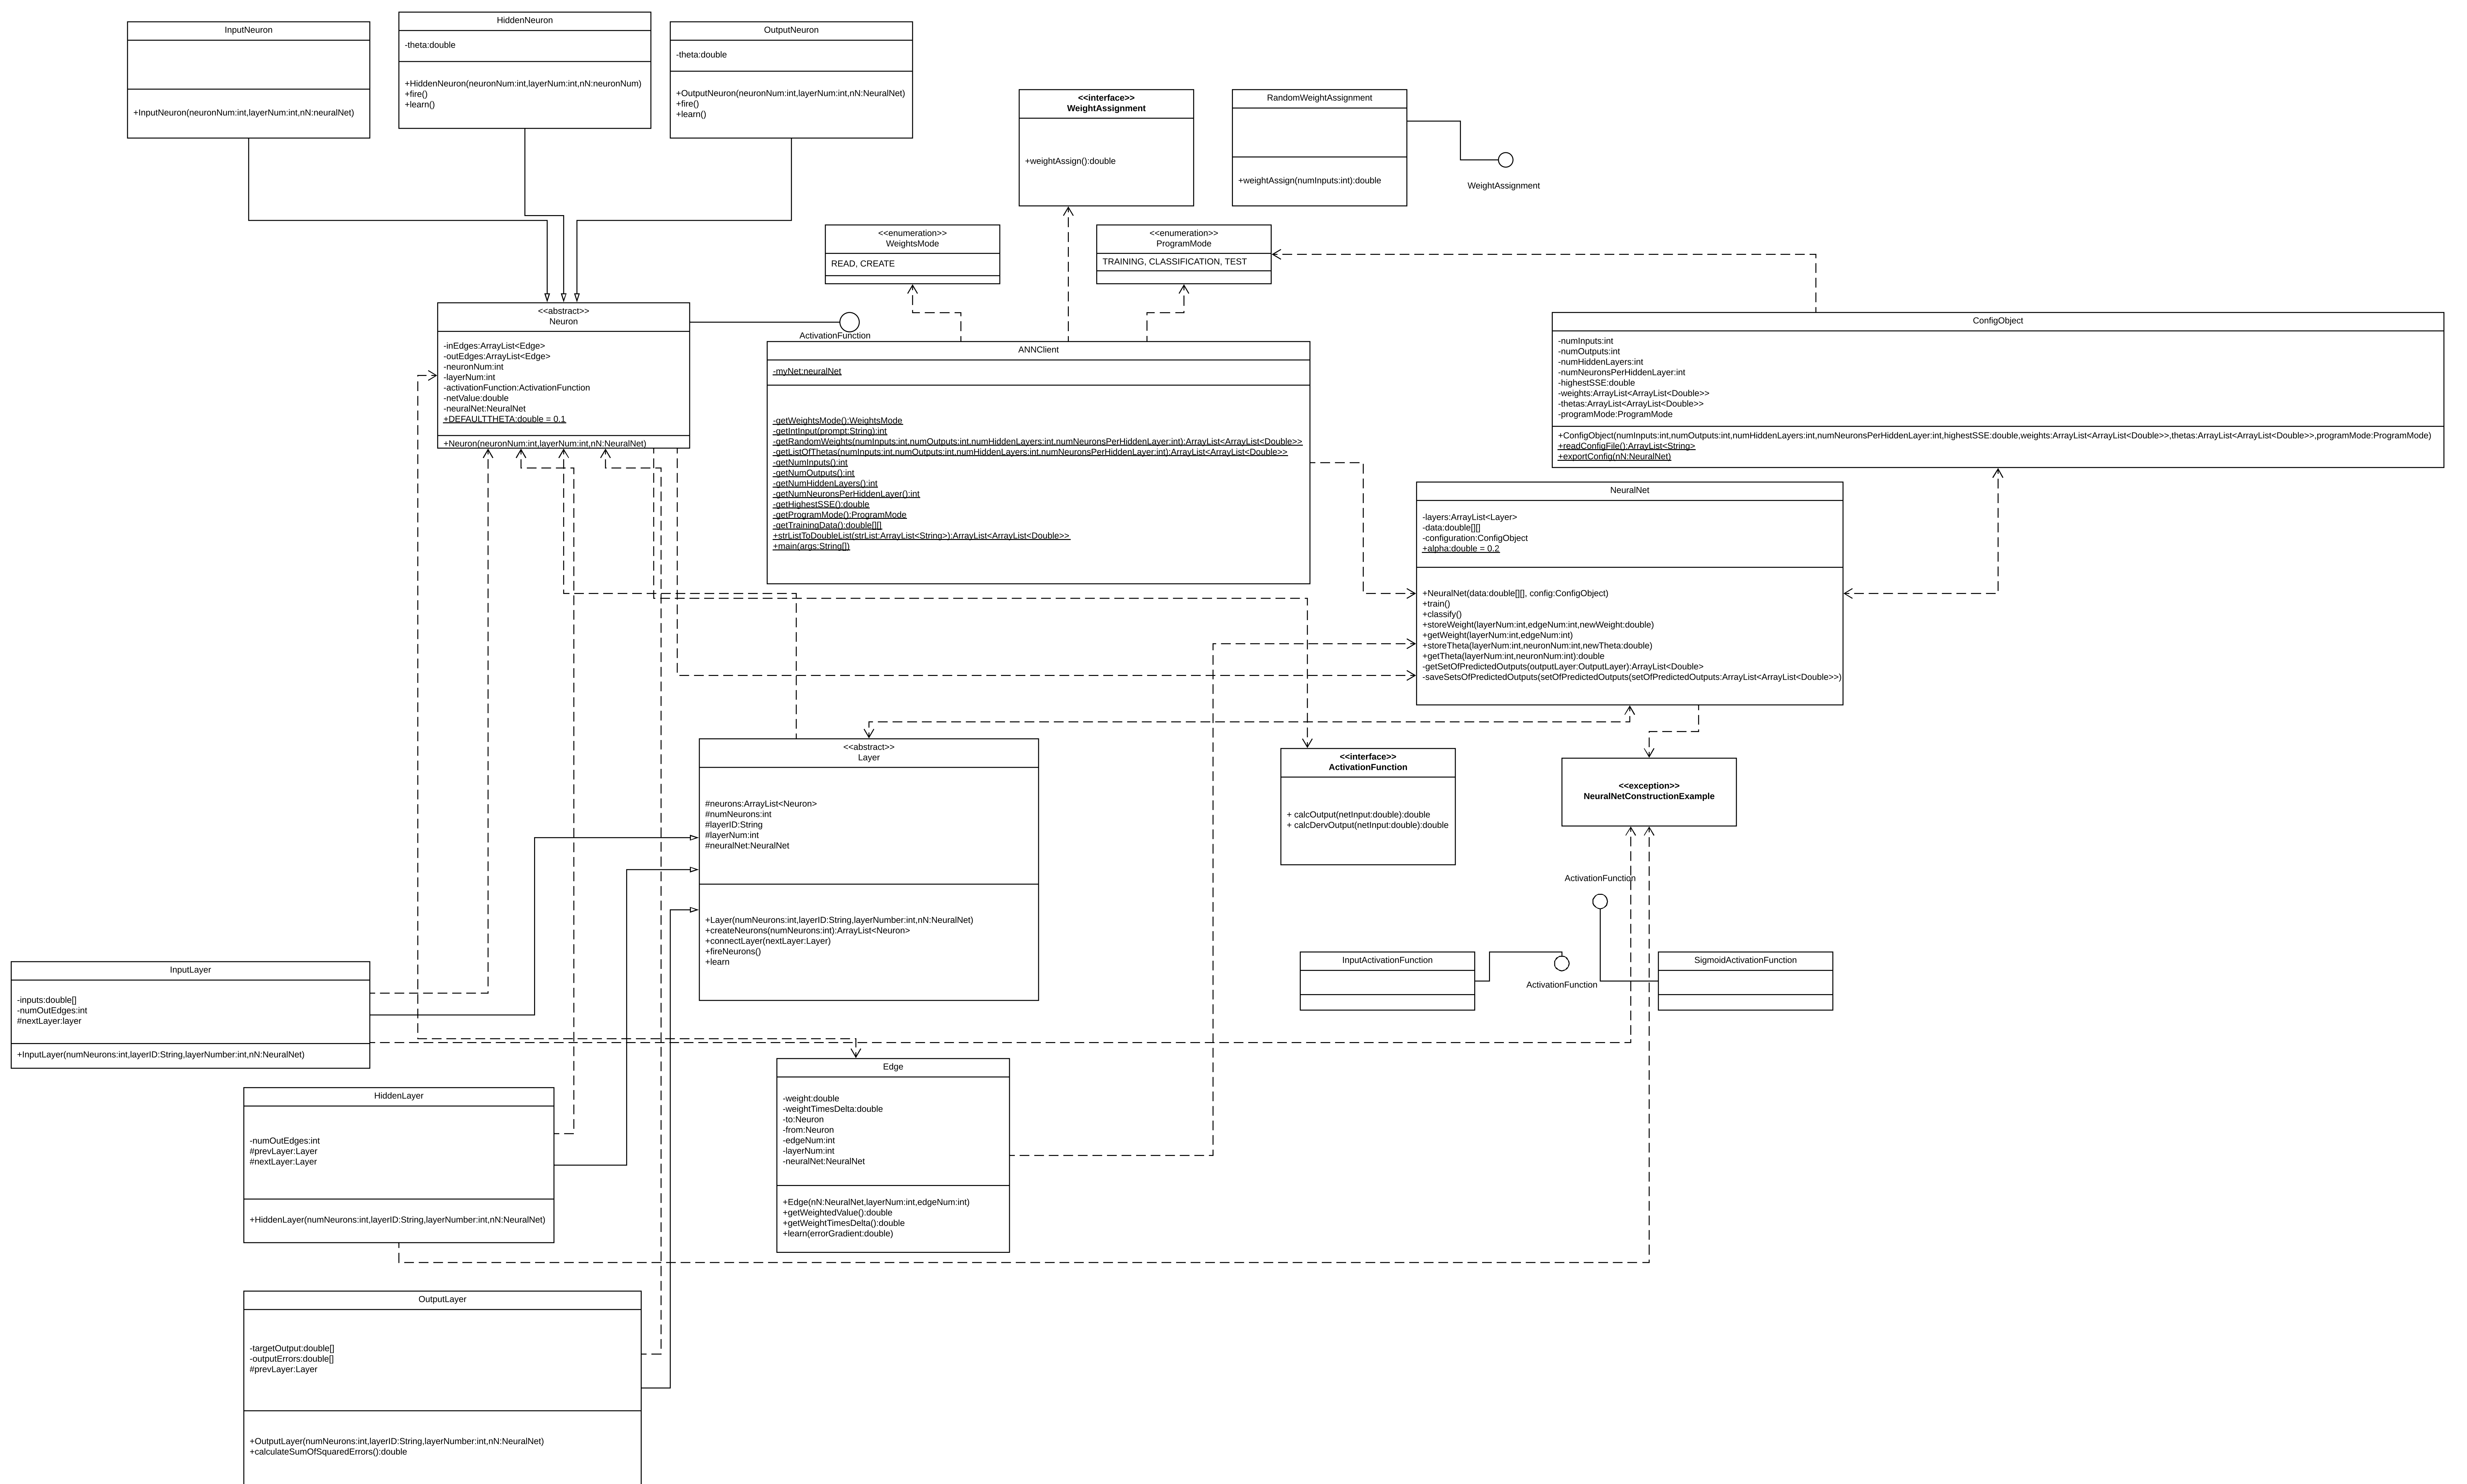 InputNeuron
+InputNeuron(neuronNum:int,layerNum:int,nN:neuralNet)
HiddenNeuron
-theta:double
+HiddenNeuron(neuronNum:int,layerNum:int,nN:neuronNum)
+fire()
+learn()
OutputNeuron
-theta:double
+OutputNeuron(neuronNum:int,layerNum:int,nN:NeuralNet)
+fire()
+learn()
<<interface>>
WeightAssignment
+weightAssign():double
RandomWeightAssignment
+weightAssign(numInputs:int):double
WeightAssignment
<<enumeration>>
WeightsMode
READ, CREATE
<<enumeration>>
ProgramMode
TRAINING, CLASSIFICATION, TEST
<<abstract>>
Neuron
-inEdges:ArrayList<Edge>
-outEdges:ArrayList<Edge>
-neuronNum:int
-layerNum:int
-activationFunction:ActivationFunction
-netValue:double
-neuralNet:NeuralNet
+DEFAULTTHETA:double = 0.1
+Neuron(neuronNum:int,layerNum:int,nN:NeuralNet)
ActivationFunction
ANNClient
-myNet:neuralNet
-getWeightsMode():WeightsMode
-getIntInput(prompt:String):int
-getRandomWeights(numInputs:int,numOutputs:int,numHiddenLayers:int,numNeuronsPerHiddenLayer:int):ArrayList<ArrayList<Double>>
-getListOfThetas(numInputs:int,numOutputs:int,numHiddenLayers:int,numNeuronsPerHiddenLayer:int):ArrayList<ArrayList<Double>>
-getNumInputs():int
-getNumOutputs():int
-getNumHiddenLayers():int
-getNumNeuronsPerHiddenLayer():int
-getHighestSSE():double
-getProgramMode():ProgramMode
-getTrainingData():double[][]
+strListToDoubleList(strList:ArrayList<String>):ArrayList<ArrayList<Double>>
+main(args:String[])
ConfigObject
-numInputs:int
-numOutputs:int
-numHiddenLayers:int
-numNeuronsPerHiddenLayer:int
-highestSSE:double
-weights:ArrayList<ArrayList<Double>>
-thetas:ArrayList<ArrayList<Double>>
-programMode:ProgramMode
+ConfigObject(numInputs:int,numOutputs:int,numHiddenLayers:int,numNeuronsPerHiddenLayer:int,highestSSE:double,weights:ArrayList<ArrayList<Double>>,thetas:ArrayList<ArrayList<Double>>,programMode:ProgramMode)
+readConfigFile():ArrayList<String>
+exportConfig(nN:NeuralNet)
NeuralNet
-layers:ArrayList<Layer>
-data:double[][]
-configuration:ConfigObject
+alpha:double = 0.2
+NeuralNet(data:double[][], config:ConfigObject)
+train()
+classify()
+storeWeight(layerNum:int,edgeNum:int,newWeight:double)
+getWeight(layerNum:int,edgeNum:int)
+storeTheta(layerNum:int,neuronNum:int,newTheta:double)
+getTheta(layerNum:int,neuronNum:int):double
-getSetOfPredictedOutputs(outputLayer:OutputLayer):ArrayList<Double>
-saveSetsOfPredictedOutputs(setOfPredictedOutputs(setOfPredictedOutputs:ArrayList<ArrayList<Double>>)
<<abstract>>
Layer
#neurons:ArrayList<Neuron>
#numNeurons:int
#layerID:String
#layerNum:int
#neuralNet:NeuralNet
+Layer(numNeurons:int,layerID:String,layerNumber:int,nN:NeuralNet)
+createNeurons(numNeurons:int):ArrayList<Neuron>
+connectLayer(nextLayer:Layer)
+fireNeurons()
+learn
<<interface>>
ActivationFunction
+ calcOutput(netInput:double):double
+ calcDervOutput(netInput:double):double
<<exception>>
NeuralNetConstructionExample
ActivationFunction
InputActivationFunction
ActivationFunction
SigmoidActivationFunction
InputLayer
-inputs:double[]
-numOutEdges:int
#nextLayer:layer
+InputLayer(numNeurons:int,layerID:String,layerNumber:int,nN:NeuralNet)
Edge
-weight:double
-weightTimesDelta:double
-to:Neuron
-from:Neuron
-edgeNum:int
-layerNum:int
-neuralNet:NeuralNet
+Edge(nN:NeuralNet,layerNum:int,edgeNum:int)
+getWeightedValue():double
+getWeightTimesDelta():double
+learn(errorGradient:double)
HiddenLayer
-numOutEdges:int
#prevLayer:Layer
#nextLayer:Layer
+HiddenLayer(numNeurons:int,layerID:String,layerNumber:int,nN:NeuralNet)
OutputLayer
-targetOutput:double[]
-outputErrors:double[]
#prevLayer:Layer
+OutputLayer(numNeurons:int,layerID:String,layerNumber:int,nN:NeuralNet)
+calculateSumOfSquaredErrors():double